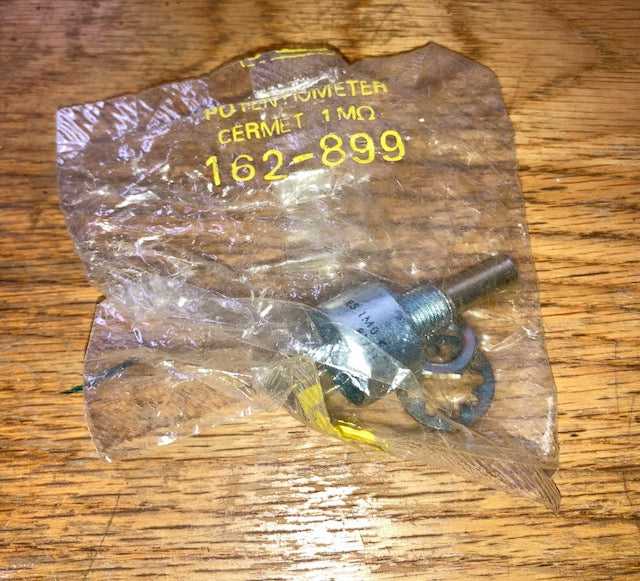 POTENTIOMETER
CERMET 1MΩ
162-899